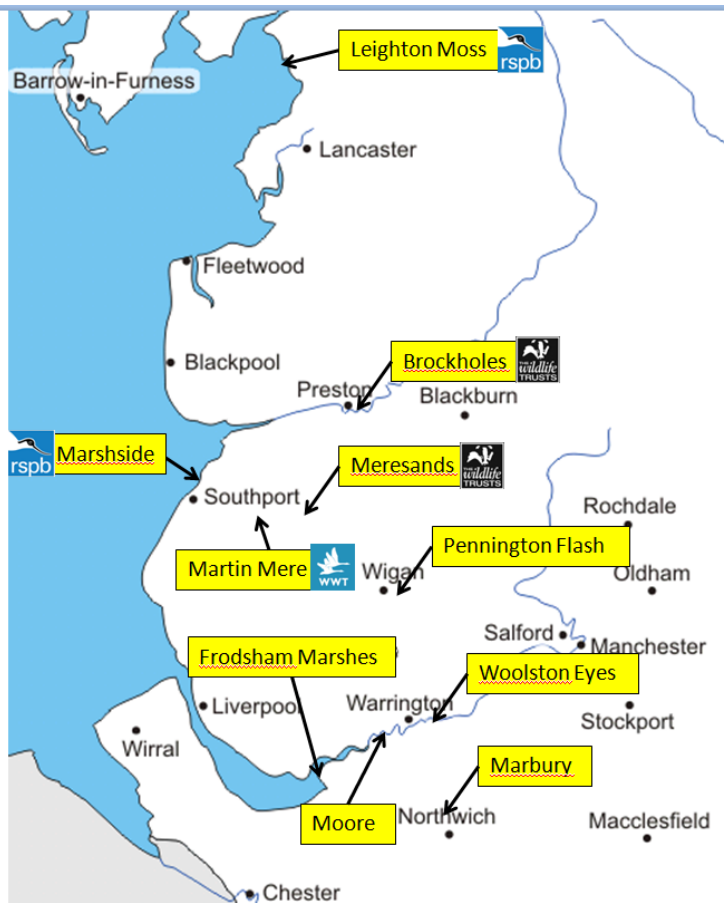 Leighton Moss
rspb
Barrow-in-Furness
Lancaster
Fleetwood
Brockholes
THE
wildlife
TRUSTS
Blackpool
Preston
Blackburn
rspb
Marshside
Meresands
THE
wildlife
TRUSTS
Southport
Rochdale
Pennington Flash
Martin Mere
WWT
Wigan
Oldham
Salford
Manchester
Frodsham Marshes
Woolston Eyes
Liverpool
Warrington
Stockport
Wirral
Marbury
Moore
Northwich
Macclesfield
Chester